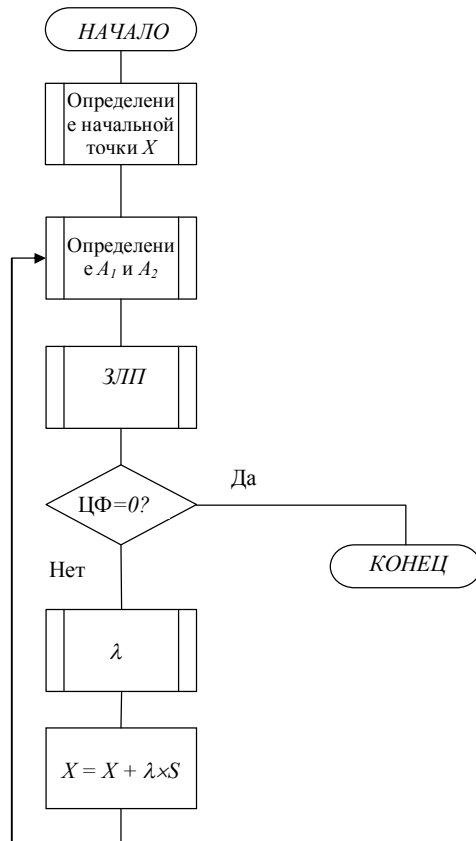 НАЧАЛО
Определени
е начальной
точки X
Определени
е A₁ и A₂
ЗЛП
ЦФ=0?
Да
КОНЕЦ
Нет
λ
X = X + λ×S